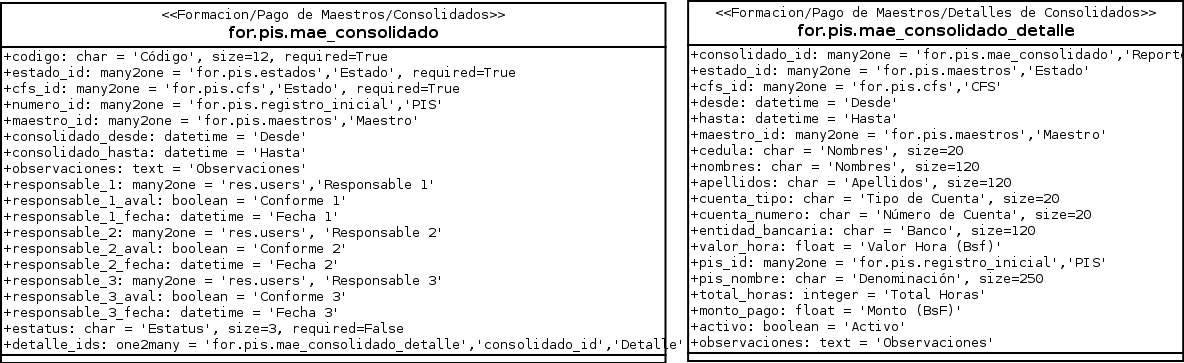 <<Formacion/Pago de Maestros/Consolidados>>
for.pis.mae_consolidado
+codigo: char = 'Código', size=12, required=True
+estado_id: many2one = 'for.pis.estados','Estado', required=True
+cfs_id: many2one = 'for.pis.cfs','Estado', required=True
+numero_id: many2one = 'for.pis.registro_inicial','PIS'
+maestro_id: many2one = 'for.pis.maestros','Maestro'
+consolidado_desde: datetime = 'Desde'
+consolidado_hasta: datetime = 'Hasta'
+observaciones: text = 'Observaciones'
+responsable_1: many2one = 'res.users','Responsable 1'
+responsable_1_aval: boolean = 'Conforme 1'
+responsable_1_fecha: datetime = 'Fecha 1'
+responsable_2: many2one = 'res.users', 'Responsable 2'
+responsable_2_aval: boolean = 'Conforme 2'
+responsable_2_fecha: datetime = 'Fecha 2'
+responsable_3: many2one = 'res.users', 'Responsable 3'
+responsable_3_aval: boolean = 'Conforme 3'
+responsable_3_fecha: datetime = 'Fecha 3'
+estatus: char = 'Estatus', size=3, required=False
+detalle_ids: one2many = 'for.pis.mae_consolidado_detalle','consolidado_id','Detalle'
<<Formacion/Pago de Maestros/Detalles de Consolidados>>
for.pis.mae_consolidado_detalle
+consolidado_id: many2one = 'for.pis.mae_consolidado','Reporte
+estado_id: many2one = 'for.pis.maestros','Estado'
+cfs_id: many2one = 'for.pis.cfs','CFS'
+desde: datetime = 'Desde'
+hasta: datetime = 'Hasta'
+maestro_id: many2one = 'for.pis.maestros','Maestro'
+cedula: char = 'Nombres', size=20
+nombres: char = 'Nombres', size=120
+apellidos: char = 'Apellidos', size=120
+cuenta_tipo: char = 'Tipo de Cuenta', size=20
+cuenta_numero: char = 'Número de Cuenta', size=20
+entidad_bancaria: char = 'Banco', size=120
+valor_hora: float = 'Valor Hora (Bsf)'
+pis_id: many2one = 'for.pis.registro_inicial','PIS'
+pis_nombre: char = 'Denominación', size=250
+total_horas: integer = 'Total Horas'
+monto_pago: float = 'Monto (BsF)'
+activo: boolean = 'Activo'
+observaciones: text = 'Observaciones'